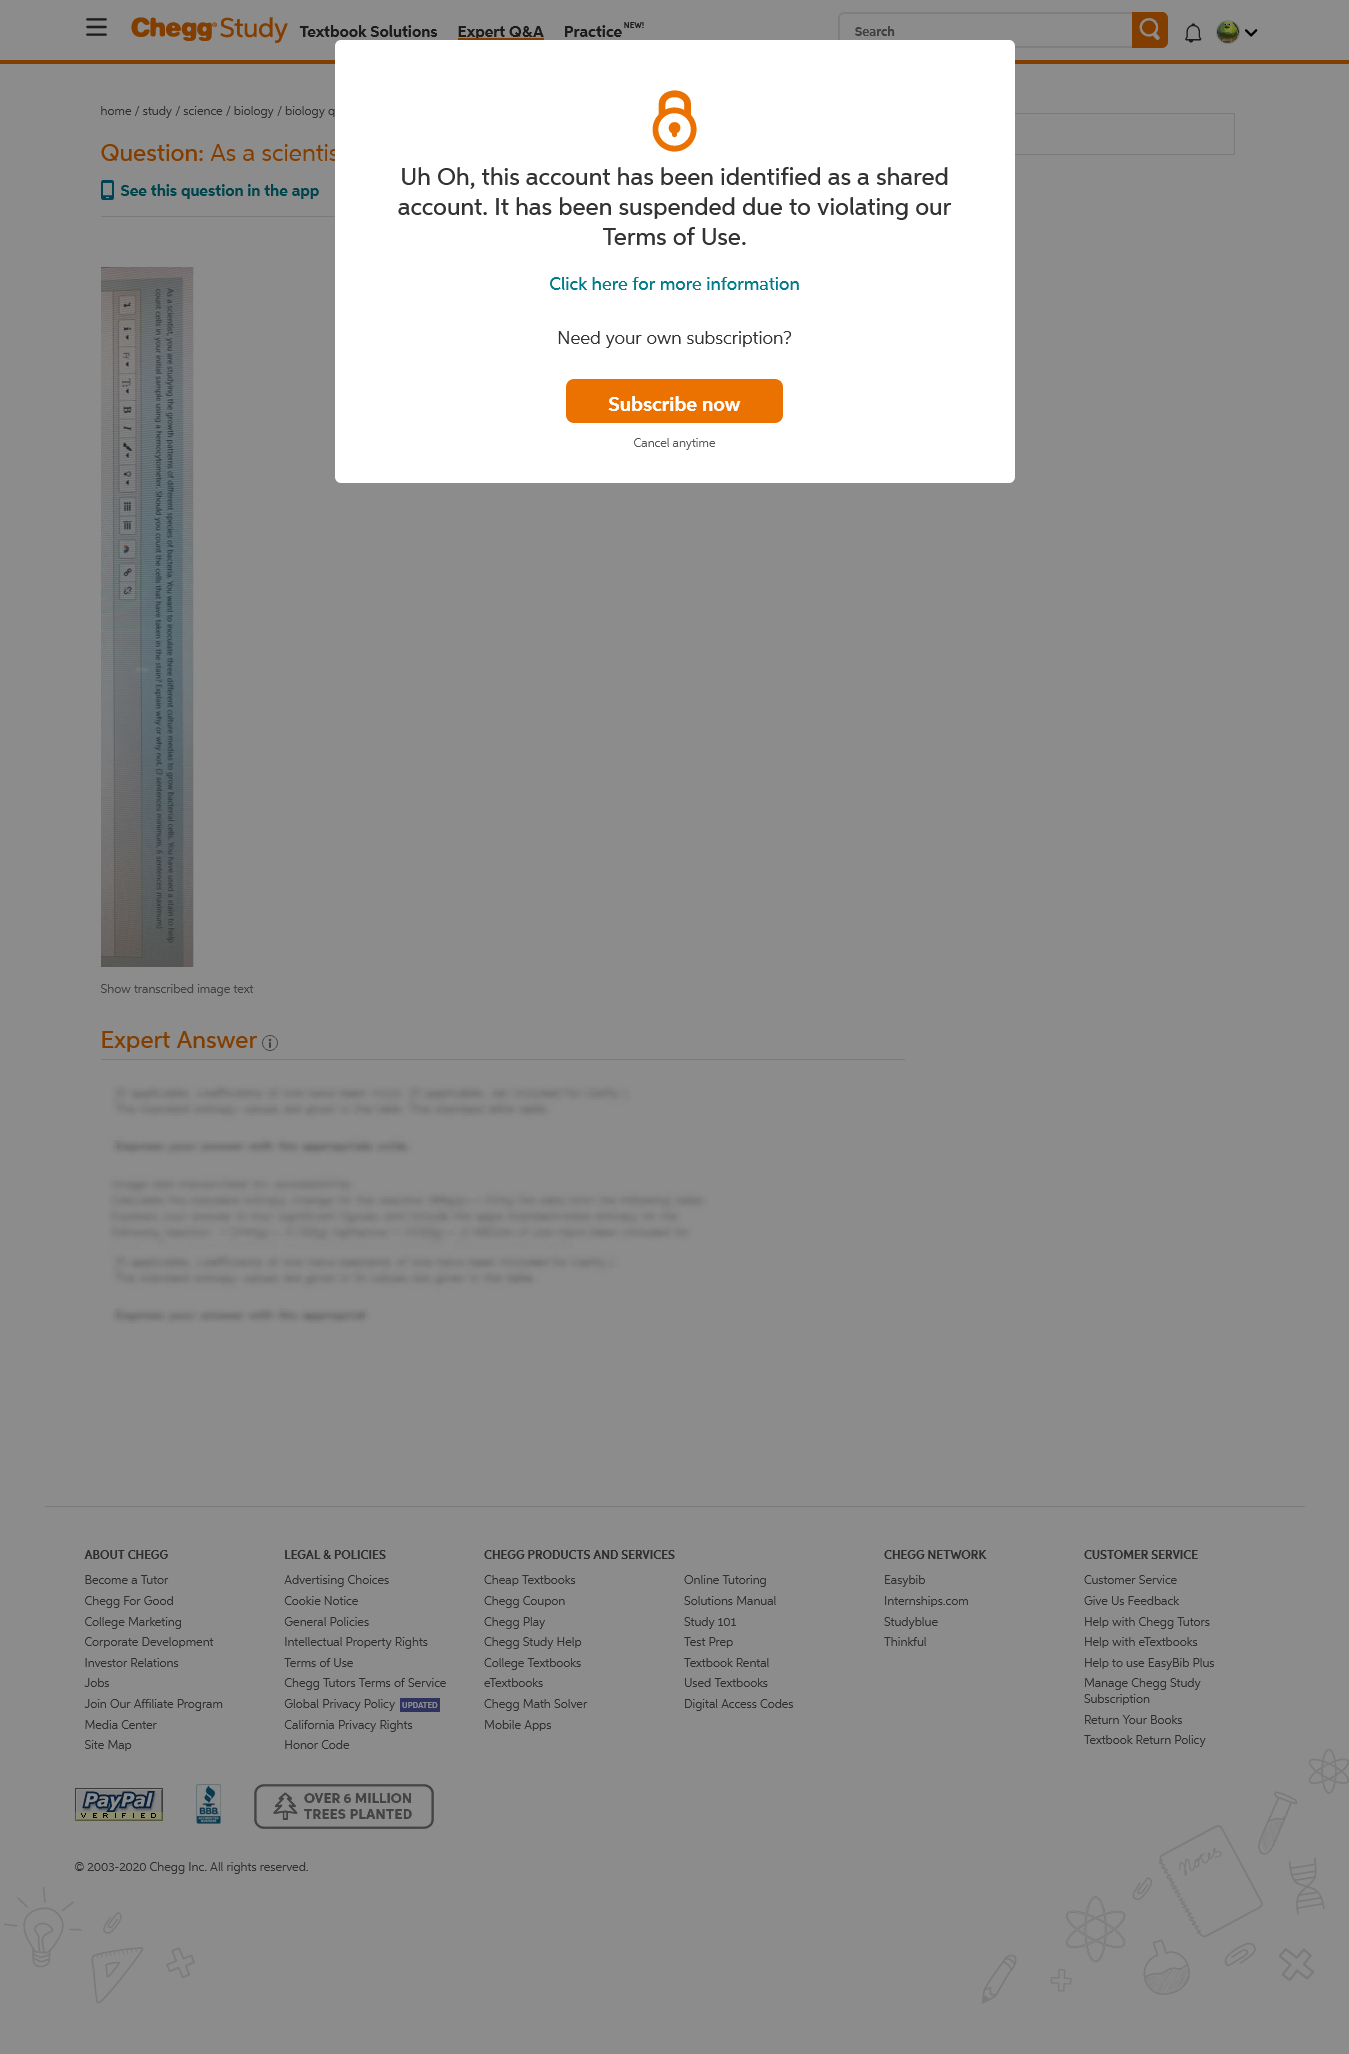 Chegg Study
Textbook Solutions
Expert Q&A
Practice NEW!
Search
home / study / science / biology / biology q
Question: As a scientis
See this question in the app
Uh Oh, this account has been identified as a shared
account. It has been suspended due to violating our
Terms of Use.
Click here for more information
Need your own subscription?
Subscribe now
Cancel anytime
As a scientist, you are studying the growth patterns of different species of bacteria. You want to inoculate three different culture medias to grow bacterial cells. You have used a stain to help
count cells in your initial sample using a hemocytometer. Should you count the cells that have taken in the stain? Explain why or why not. (3 sentences minimum, 6 sentences maximum)
Show transcribed image text
Expert Answer
ABOUT CHEGG
Become a Tutor
Chegg For Good
College Marketing
Corporate Development
Investor Relations
Jobs
Join Our Affiliate Program
Media Center
Site Map
LEGAL & POLICIES
Advertising Choices
Cookie Notice
General Policies
Intellectual Property Rights
Terms of Use
Chegg Tutors Terms of Service
Global Privacy Policy UPDATED
California Privacy Rights
Honor Code
CHEGG PRODUCTS AND SERVICES
Cheap Textbooks
Chegg Coupon
Chegg Play
Chegg Study Help
College Textbooks
eTextbooks
Chegg Math Solver
Mobile Apps
Online Tutoring
Solutions Manual
Study 101
Test Prep
Textbook Rental
Used Textbooks
Digital Access Codes
CHEGG NETWORK
Easybib
Internships.com
Studyblue
Thinkful
CUSTOMER SERVICE
Customer Service
Give Us Feedback
Help with Chegg Tutors
Help with eTextbooks
Help to use EasyBib Plus
Manage Chegg Study
Subscription
Return Your Books
Textbook Return Policy
PayPal
VERIFIED
BBB
OVER 6 MILLION
TREES PLANTED
© 2003-2020 Chegg Inc. All rights reserved.
Notes